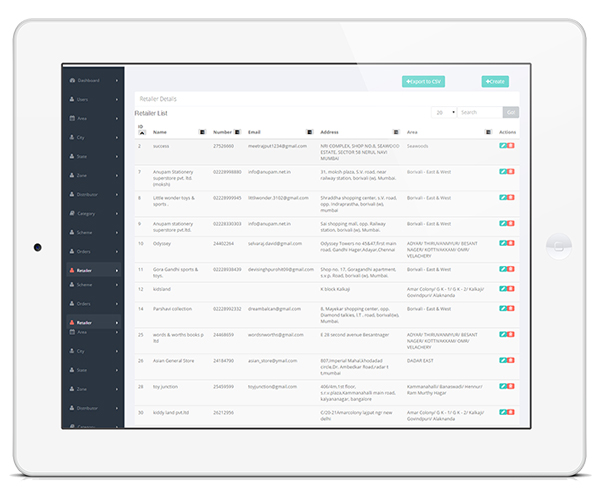 Dashboard
Users
Area
City
State
Zone
Distributor
Category
Scheme
Orders
Retailer
Scheme
Orders
Retailer
Area
City
State
Zone
Distributor
Category
+Export to CSV
+Create
Retailer Details
Retailer List
20
Search
Go!
ID Name Number Email Address Area Actions
2 success 27526666 meetrajput1234@gmail.com NRI COMPLEX, SHOP NO.8, SEAWOOD Seawoods
ESTATE, SECTOR 58 NERUL, NAVI
MUMBAI
7 Anupam Stationery 02228998880 info@anupam.net.in 31, moksh plaza, s.v. road, near Borivali - East & West
superstore pvt. ltd. railway station, borivali (w), Mumbai.
(moksh)
8 Little wonder toys & 02228999945 littlwonder.3102@gmail.com Shraddha shopping center, s.v. road, Borivali - East & West
sports . opp. Indraprastha, borivali (w),
mumbai
9 Anupam stationery 02228330303 info@anupam.net.in Sai shopping mall, opp. Railway Borivali - East & West
superstore pvt.ltd. station, borivali(w), Mumbai.
10 Odyssey 24402264 selvaraj.david@gmail.com Odyssey Towers no 45&47,first main ADYAR/ THIRUVANMIYUR/ BESANT
road, Gandhi Nagar,Adayar,Chennai. NAGER/ KOTTIVAKKAM/ OMR/
VELACHERY
11 Gora Gandhi sports & 02228938439 devsinghpurohit09@gmail.com Shop no. 17, Goragandhi apartment, Borivali - East & West
toys. s.v.p. Road, borivali (w), Mumbai.
12 kidsland K block Kalkaji Amar Colony/ G K - 1/ G K - 2/ Kalkaji/
Govindpuri/ Alaknanda
14 Parshavi collection 02228992332 dreambalcan@gmail.com 8, Majekar shopping center, opp. Borivali - East & West
Diamond talkies, l.t . road, borivali(w),
Mumbai.
25 words & worths books p 24468659 wordsnworths@gmail.com E 28 second avenue Besantnagar ADYAR/ THIRUVANMIYUR/ BESANT
ltd NAGER/ KOTTIVAKKAM/ OMR/
VELACHERY
26 Asian General Store 24184700 asian_store@ymail.com 807,Imperial Mahal,khodadad DADAR EAST
circle,Dr. Ambedkar Road,radar t
t,mumbai
28 toy junction 25459599 toyjunction@gmail.com 400/4m,1st floor, Kammanahalli/ Banaswadi/ Hennur/
s.v.v.plaza,Kammanahalli main road, Ram Murthy Nagar
kalyananagar, bangalore
30 kiddy land pvt.ltd 26212956 E/20-21Amarcolony lajpat ngr new Amar Colony/ G K - 1/ G K - 2/ Kalkaji/
delhi Govindpuri/ Alaknanda